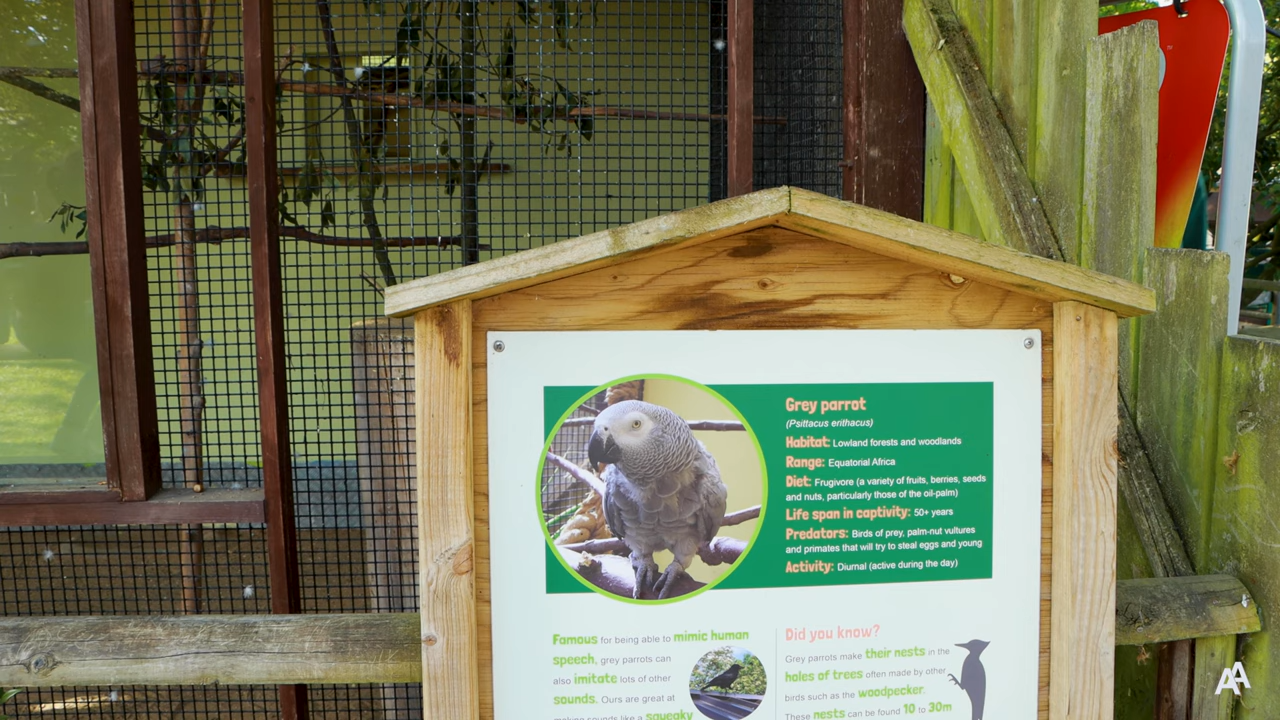 Grey parrot
(Psittacus erithacus)
Habitat: Lowland forests and woodlands
Range: Equatorial Africa
Diet: Frugivore (a variety of fruits, berries, seeds
and nuts, particularly those of the oil-palm)
Life span in captivity: 50+ years
Predators: Birds of prey, palm-nut vultures
and primates that will try to steal eggs and young
Activity: Diurnal (active during the day)
Famous for being able to mimic human
speech, grey parrots can
also imitate lots of other
sounds. Ours are great at
making sounds like a squeaky
Did you know?
Grey parrots make their nests in the
holes of trees often made by other
birds such as the woodpecker.
These nests can be found 10 to 30m
AA